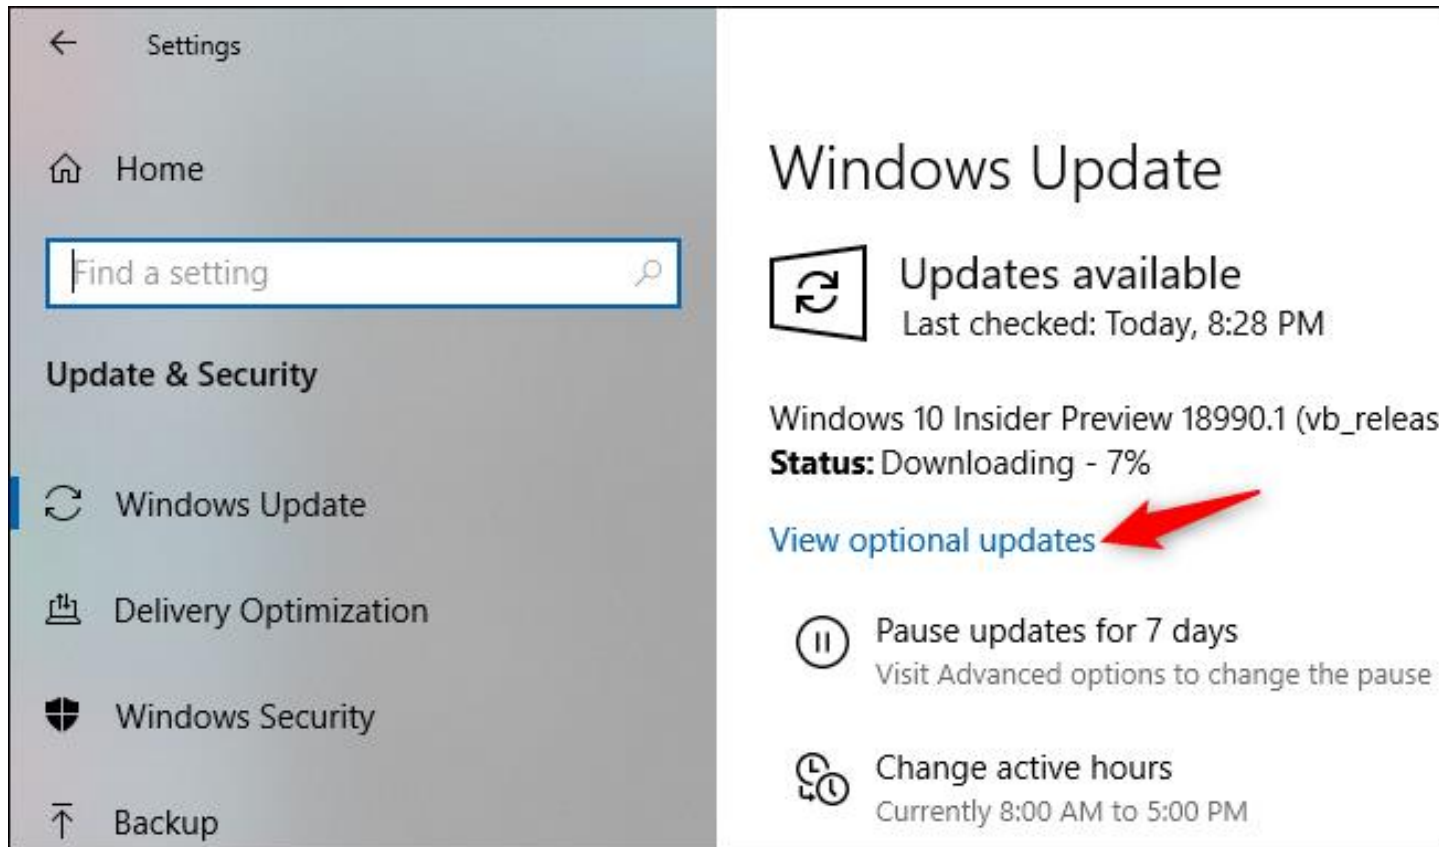 Settings
Home
Find a setting
Update & Security
Windows Update
Delivery Optimization
Windows Security
Backup
Windows Update
Updates available
Last checked: Today, 8:28 PM
Windows 10 Insider Preview 18990.1 (vb_releas
Status: Downloading - 7%
View optional updates
Pause updates for 7 days
Visit Advanced options to change the pause
Change active hours
Currently 8:00 AM to 5:00 PM